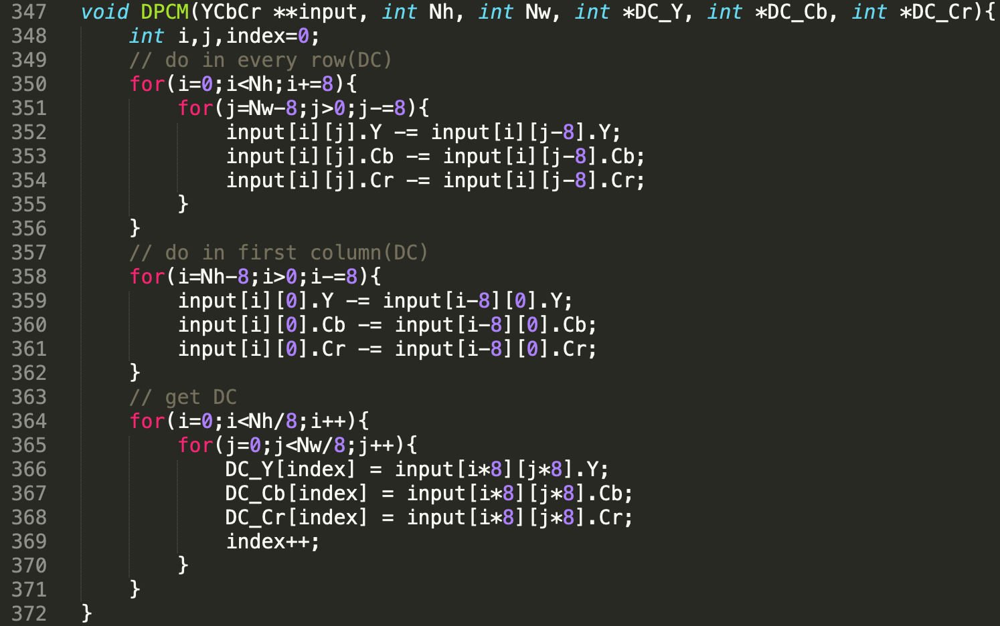 347 void DPCM(YCbCr **input, int Nh, int Nw, int *DC_Y, int *DC_Cb, int *DC_Cr){
348 int i,j,index=0;
349 // do in every row(DC)
350 for(i=0;i<Nh;i+=8){
351 for(j=Nw-8;j>0;j-=8){
352 input[i][j].Y -= input[i][j-8].Y;
353 input[i][j].Cb -= input[i][j-8].Cb;
354 input[i][j].Cr -= input[i][j-8].Cr;
355 }
356 }
357 // do in first column(DC)
358 for(i=Nh-8;i>0;i-=8){
359 input[i][0].Y -= input[i-8][0].Y;
360 input[i][0].Cb -= input[i-8][0].Cb;
361 input[i][0].Cr -= input[i-8][0].Cr;
362 }
363 // get DC
364 for(i=0;i<Nh/8;i++){
365 for(j=0;j<Nw/8;j++){
366 DC_Y[index] = input[i*8][j*8].Y;
367 DC_Cb[index] = input[i*8][j*8].Cb;
368 DC_Cr[index] = input[i*8][j*8].Cr;
369 index++;
370 }
371 }
372 }